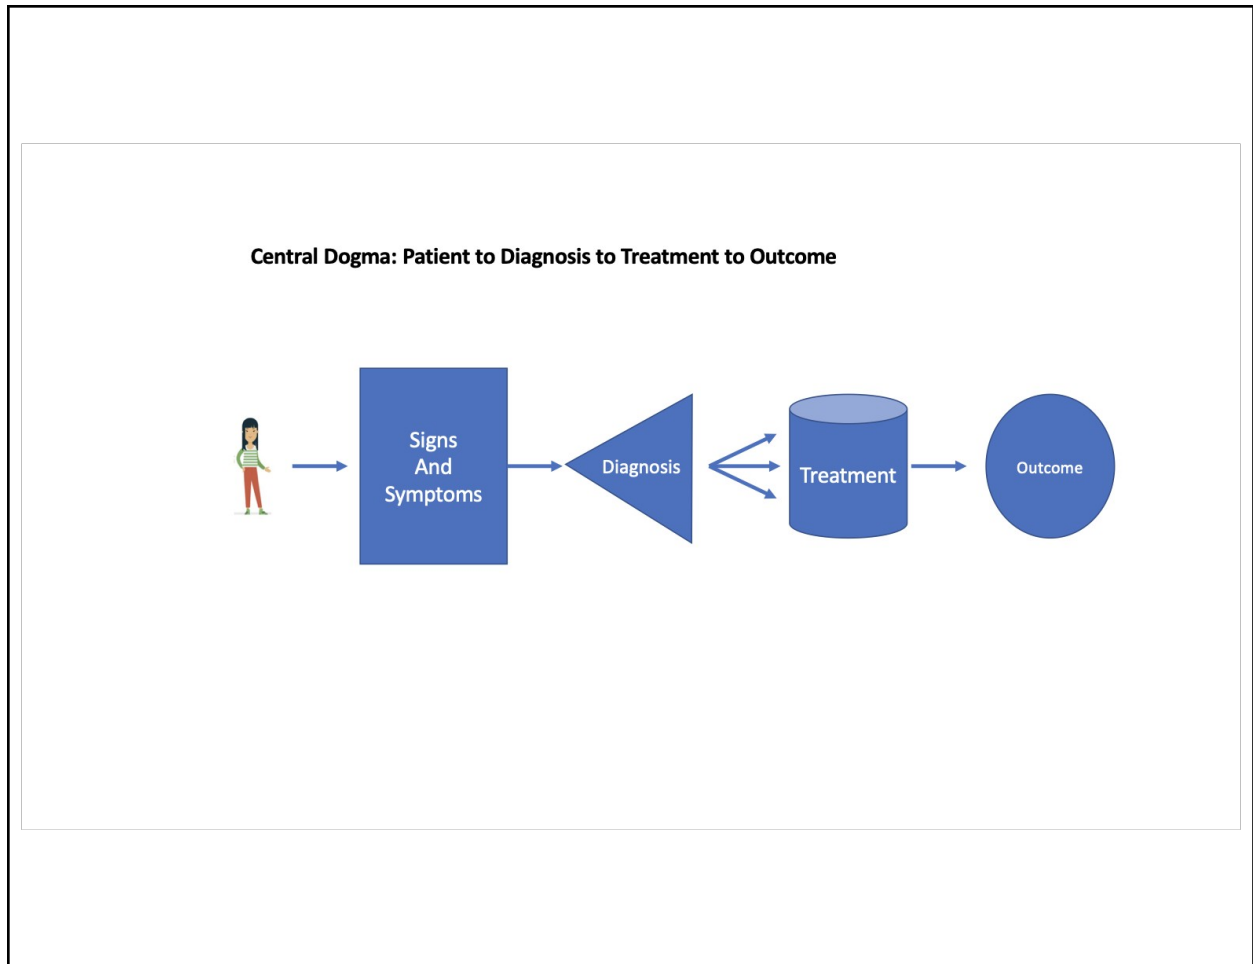 Central Dogma: Patient to Diagnosis to Treatment to Outcome
Signs
And
Symptoms
Diagnosis
Treatment
Outcome